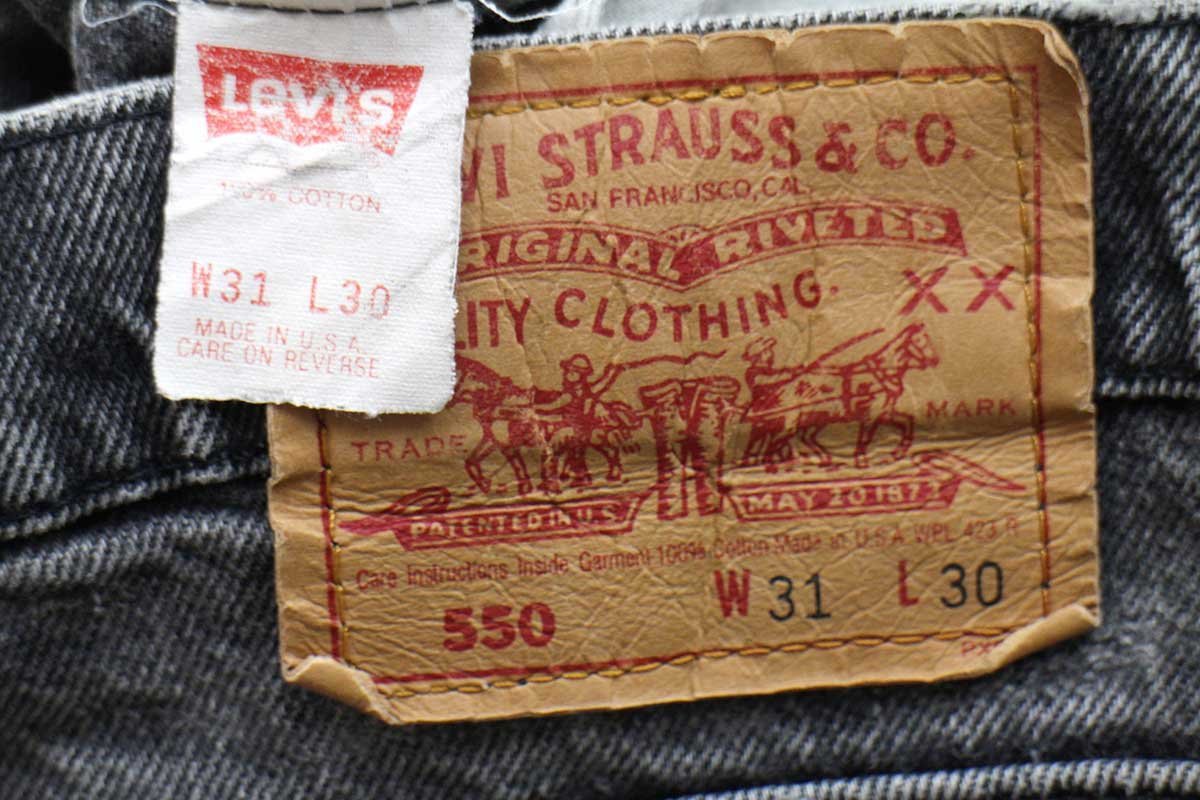 Levi's
100% COTTON
W31 L30
MADE IN U.S.A.
CARE ON REVERSE
VI STRAUSS & CO.
SAN FRANCISCO, CAL.
RIGINAL RIVETED
LITY CLOTHING.
XX
TRADE MARK
PATENTED IN U.S.
MAY 20 1873
Care Instructions Inside Garment 100% Cotton Made in U.S.A WPL 423 R
550 W 31 L 30